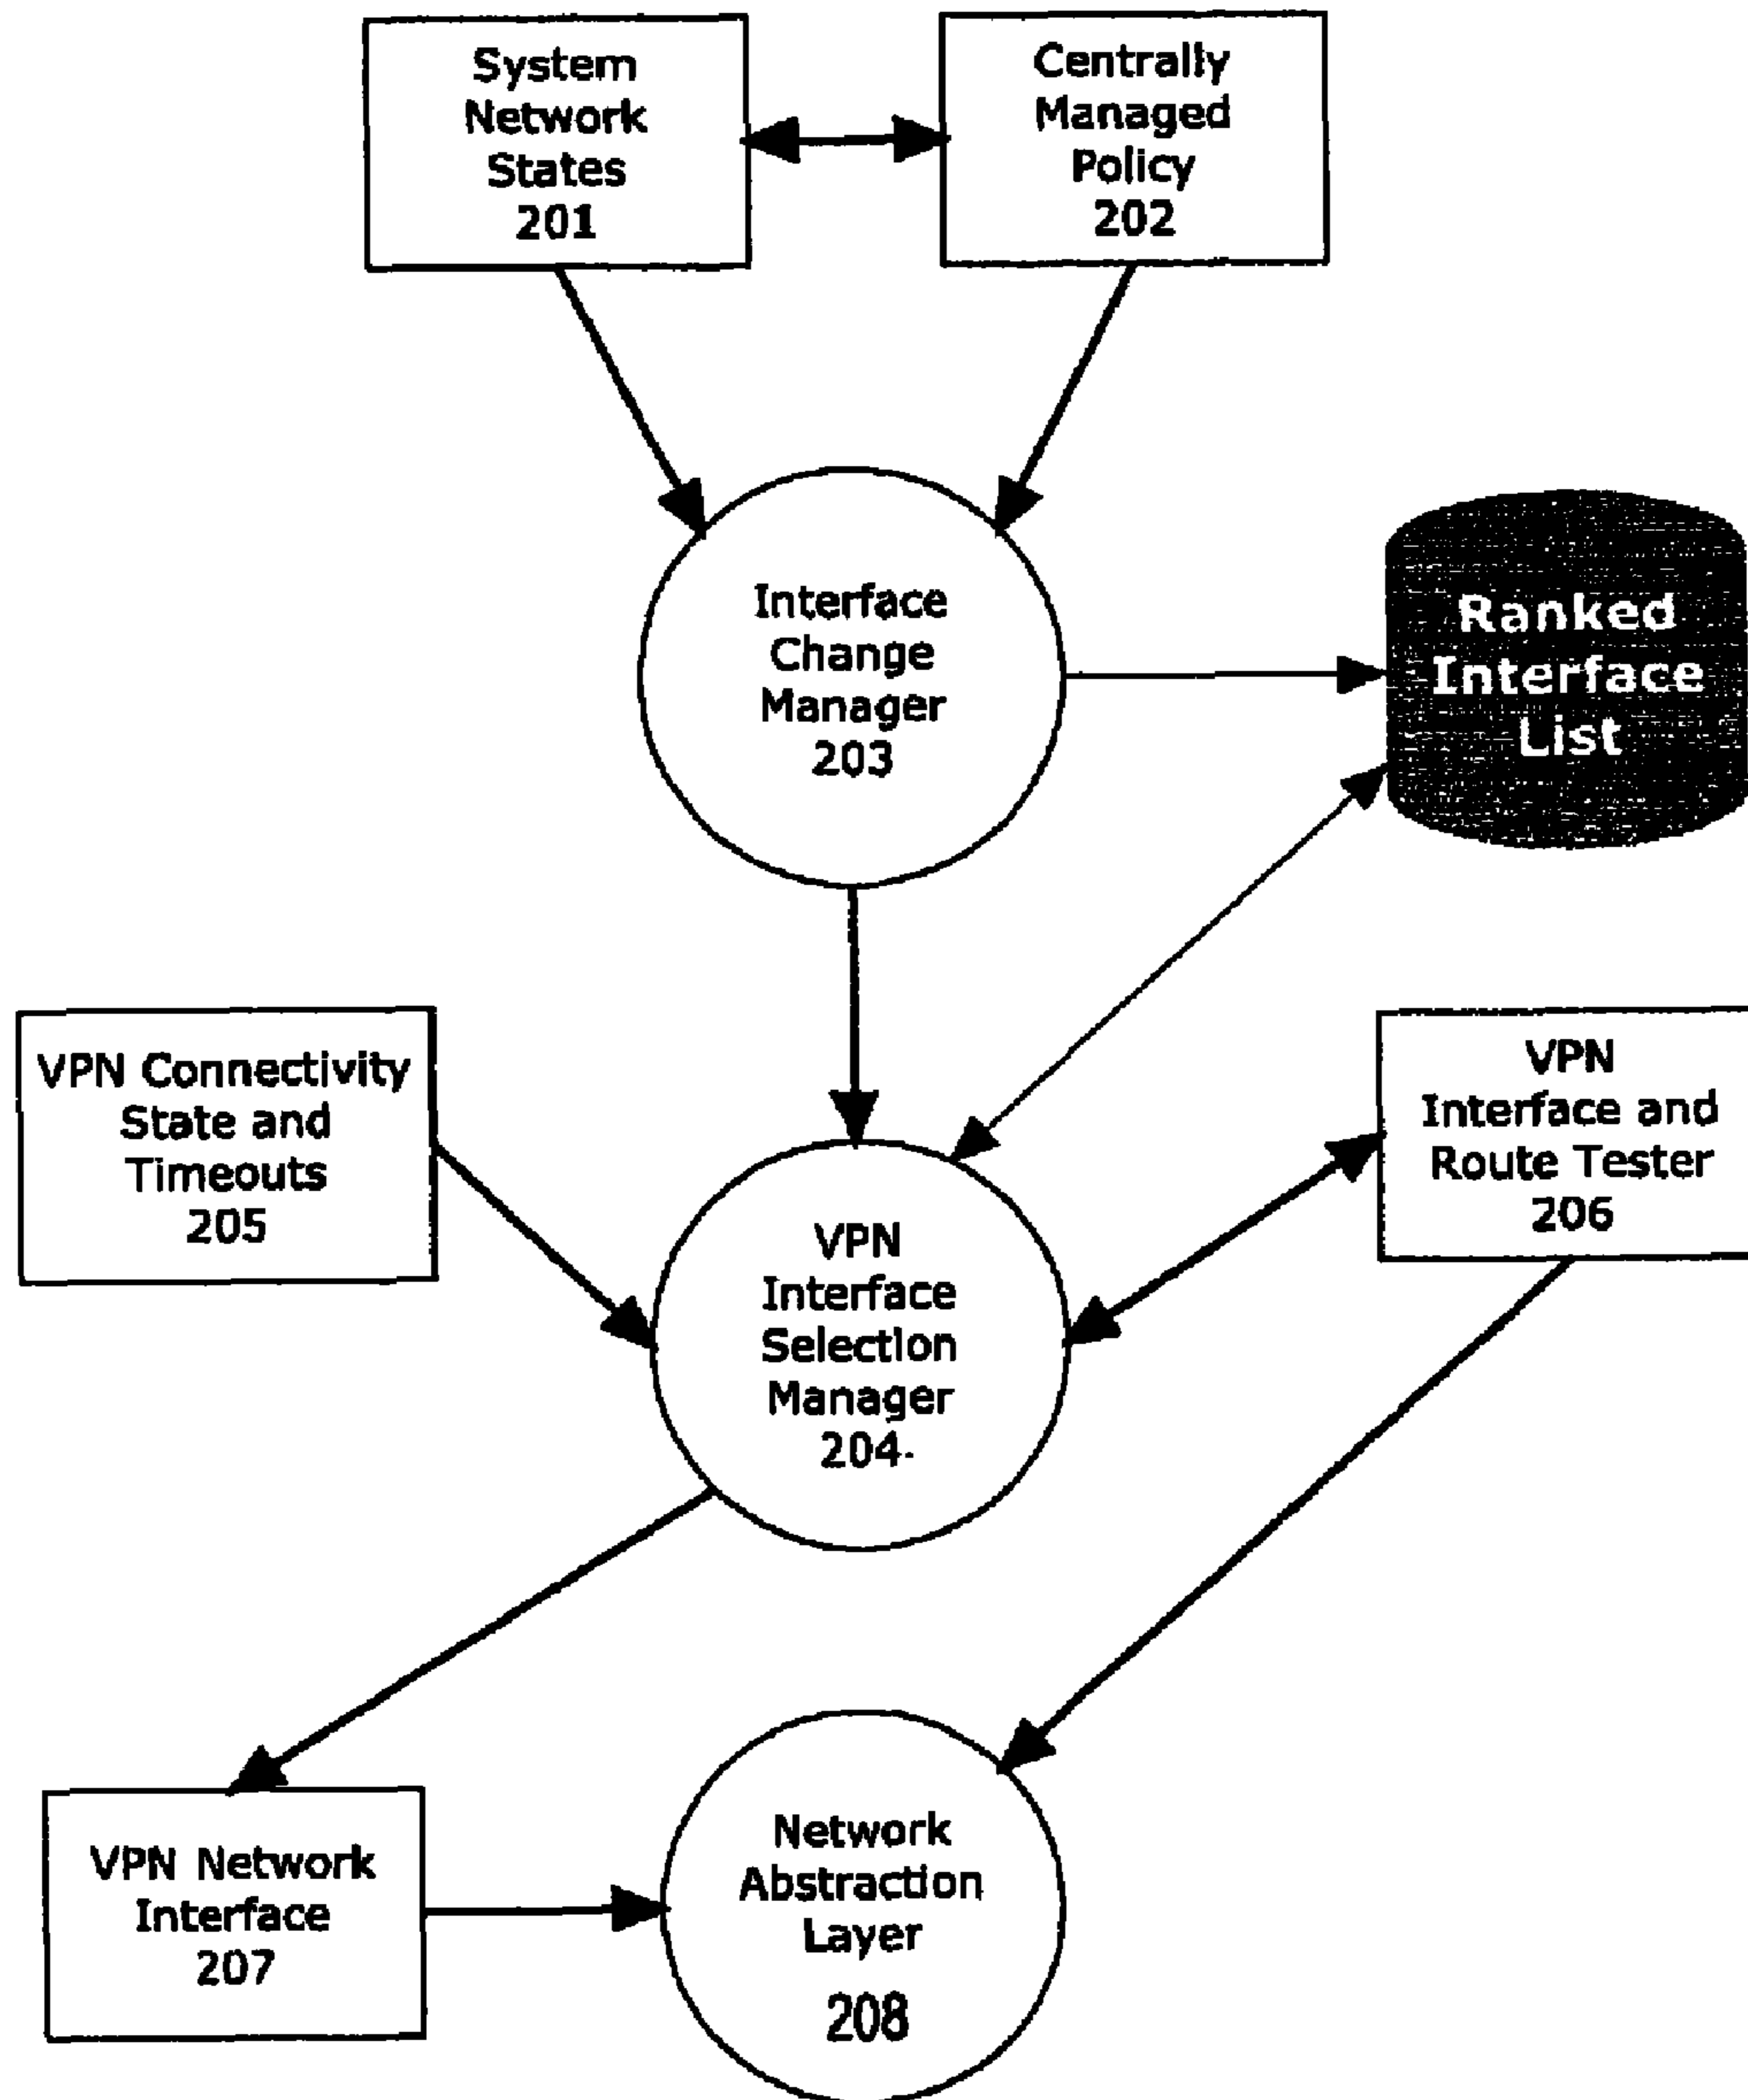 System
Network
States
201
Centrally
Managed
Policy
202
Interface
Change
Manager
203
Ranked
Interface
List
VPN Connectivity
State and
Timeouts
205
VPN
Interface and
Route Tester
206
VPN
Interface
Selection
Manager
204
VPN Network
Interface
207
Network
Abstraction
Layer
208